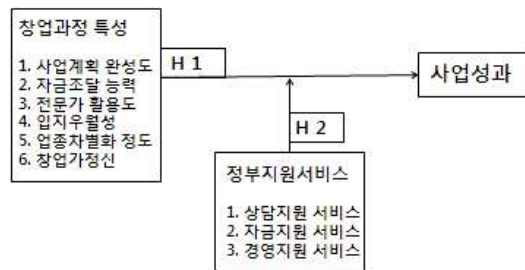 창업과정 특성
1. 사업계획 완성도
2. 자금조달 능력
3. 전문가 활용도
4. 입지우월성
5. 업종차별화 정도
6. 창업가정신
H 1
사업성과
H 2
정부지원서비스
1. 상담지원 서비스
2. 자금지원 서비스
3. 경영지원 서비스